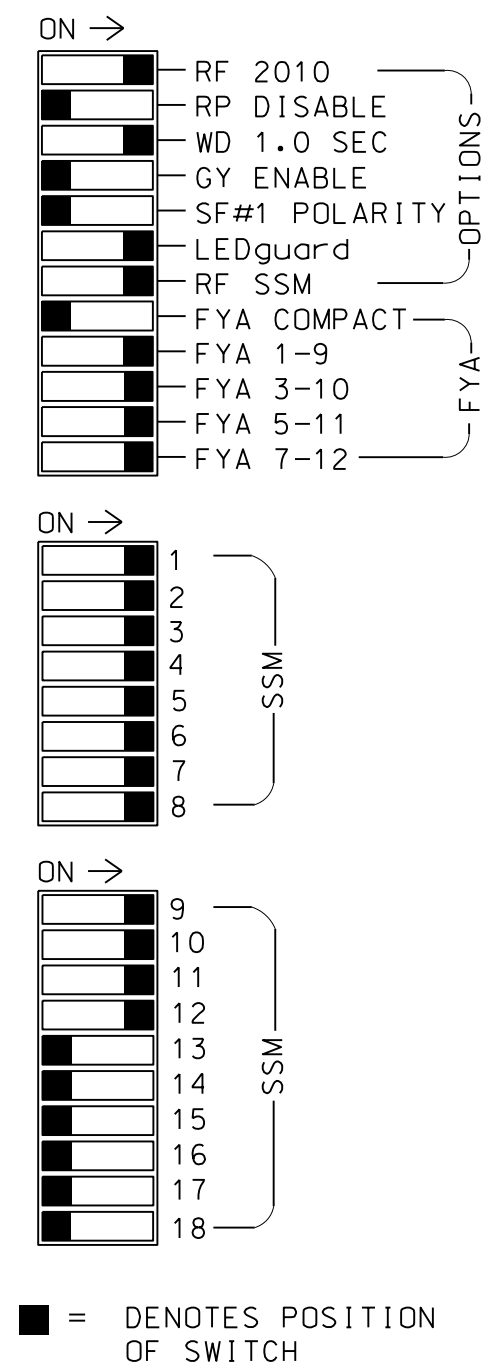 ON →
RF 2010
RP DISABLE
WD 1.0 SEC
GY ENABLE
SF#1 POLARITY
LEDguard
RF SSM
OPTIONS
FYA COMPACT
FYA 1-9
FYA 3-10
FYA 5-11
FYA 7-12
FYA
ON →
1
2
3
4
5
6
7
8
SSM
ON →
9
10
11
12
13
14
15
16
17
18
SSM
= DENOTES POSITION
OF SWITCH